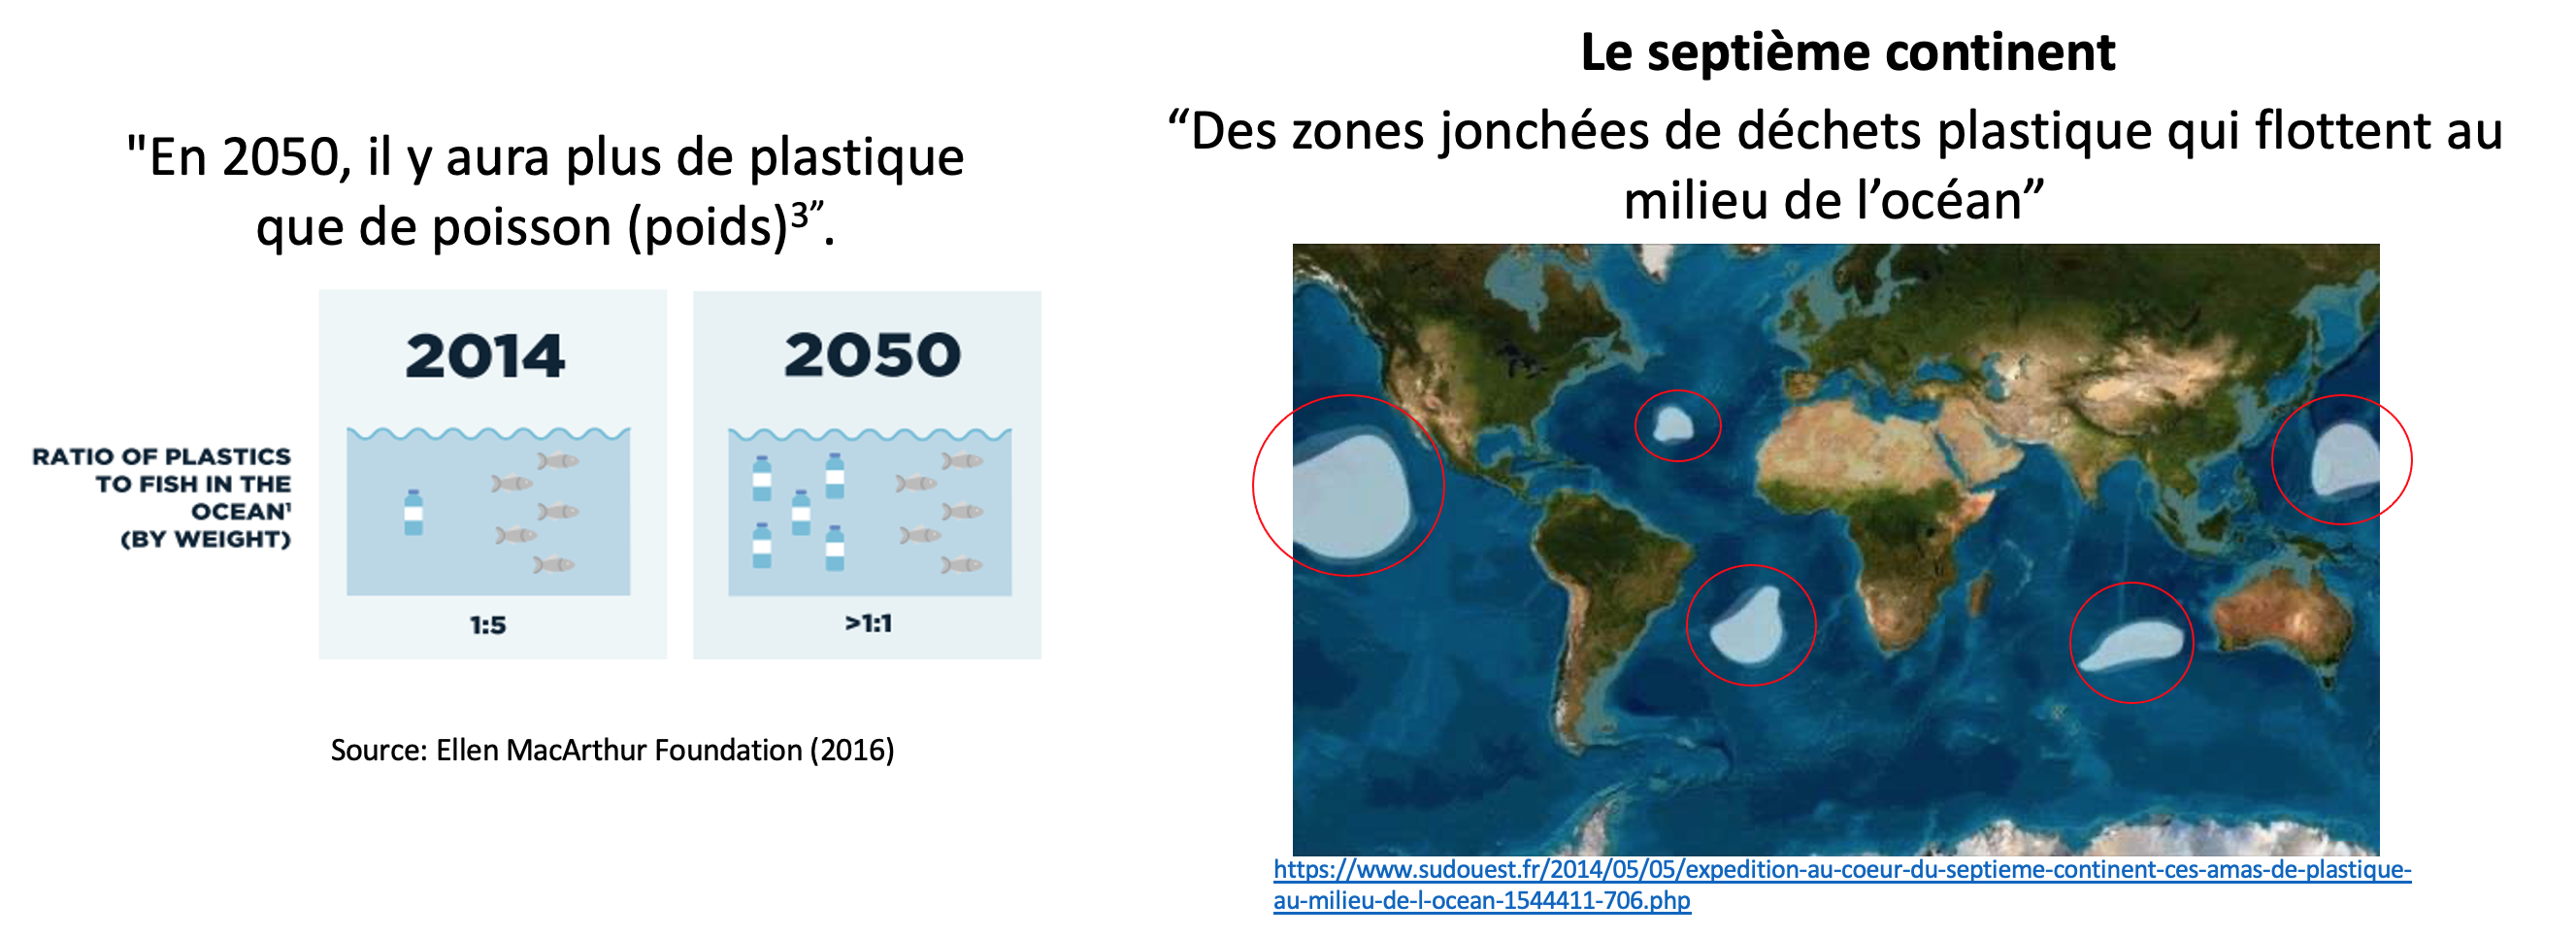 "En 2050, il y aura plus de plastique
que de poisson (poids)³”.
RATIO OF PLASTICS
TO FISH IN THE
OCEAN¹
(BY WEIGHT)
2014
1:5
2050
>1:1
Source: Ellen MacArthur Foundation (2016)
Le septième continent
“Des zones jonchées de déchets plastique qui flottent au
milieu de l’océan”
https://www.sudouest.fr/2014/05/05/expedition-au-coeur-du-septieme-continent-ces-amas-de-plastique-
au-milieu-de-l-ocean-1544411-706.php